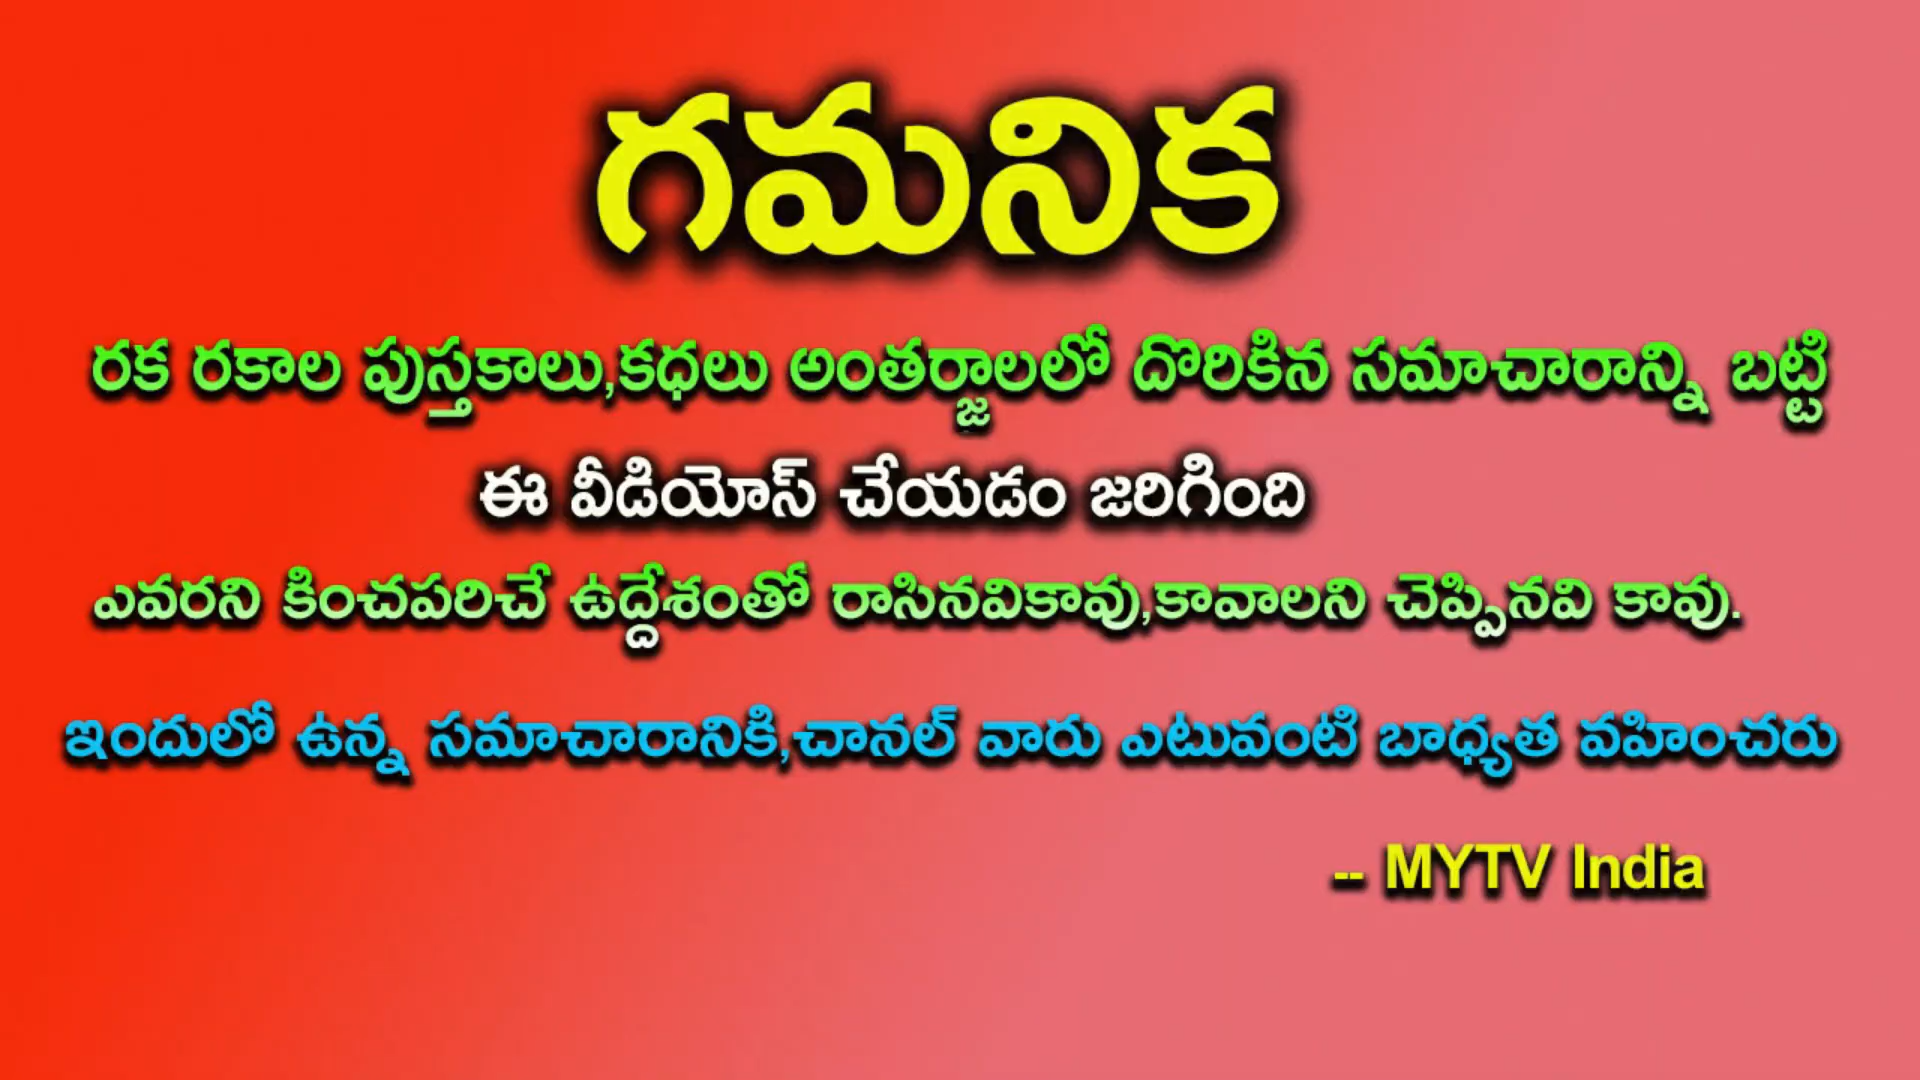 గమనిక
రక రకాల పుస్తకాలు,కథలు అంతర్జాలలో దొరికిన సమాచారాన్ని బట్టి
ఈ వీడియోస్ చేయడం జరిగింది
ఎవరని కించపరిచే ఉద్దేశంతో రాసినవికావు,కావాలని చెప్పినవి కావు.
ఇందులో ఉన్న సమాచారానికి,చానల్ వారు ఎటువంటి బాధ్యత వహించరు
-- MYTV India